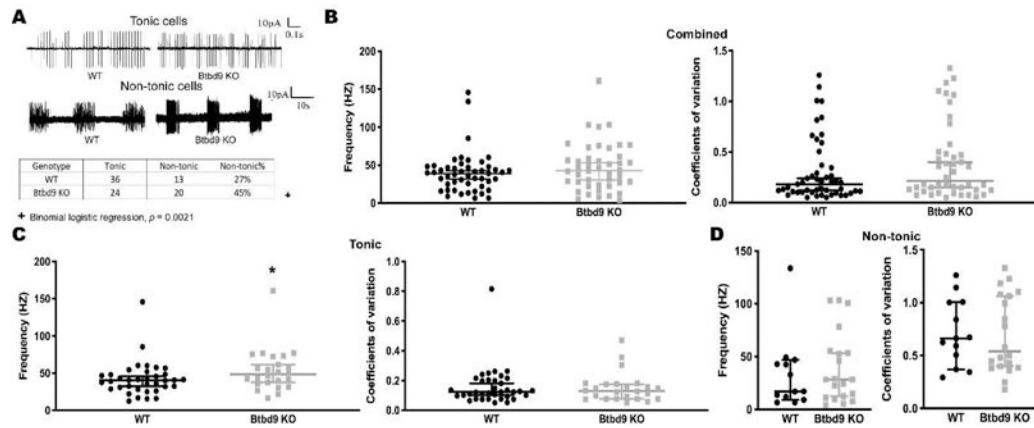 A
Tonic cells
10pA
0.1s
WT
Btbd9 KO
Non-tonic cells
10pA
10s
WT
Btbd9 KO
Genotype Tonic Non-tonic Non-tonic%
WT 36 13 27%
Btbd9 KO 24 20 45%
+
+ Binomial logistic regression, p = 0.0021
B
Combined
Frequency (HZ)
200
150
100
50
0
WT
Btbd9 KO
Coefficients of variation
1.5
1.0
0.5
0.0
WT
Btbd9 KO
C
Tonic
Frequency (HZ)
200
150
100
50
0
*
WT
Btbd9 KO
Coefficients of variation
1.0
0.8
0.6
0.4
0.2
0.0
WT
Btbd9 KO
D
Non-tonic
Frequency (HZ)
150
100
50
0
WT
Btbd9 KO
Coefficients of variation
1.5
1.0
0.5
0.0
WT
Btbd9 KO